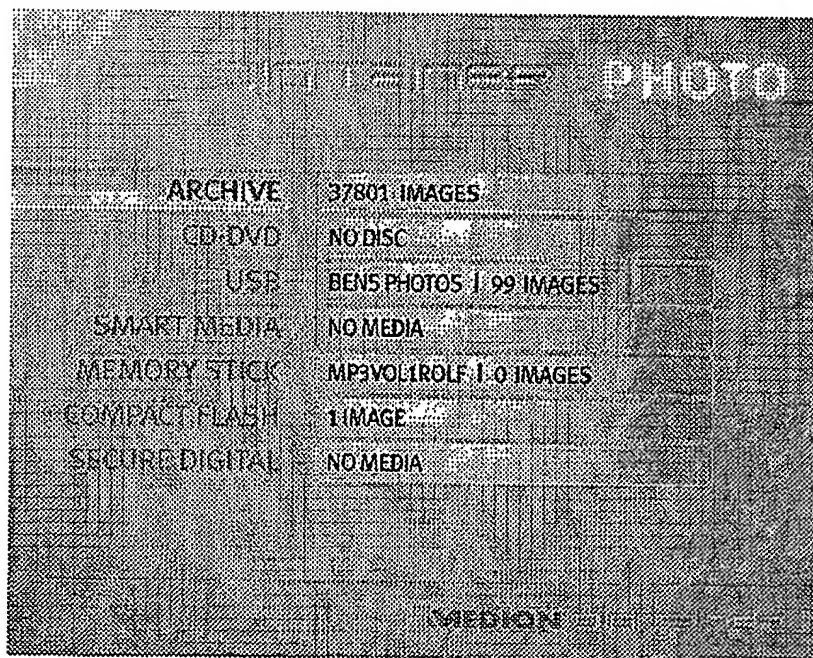 PHOTO
ARCHIVE 37801 IMAGES
CD-DVD NO DISC
USB BENS PHOTOS | 99 IMAGES
SMART MEDIA NO MEDIA
MEMORY STICK MP3VOL1ROLF | 0 IMAGES
COMPACT FLASH 1 IMAGE
SECURE DIGITAL NO MEDIA
MEDION